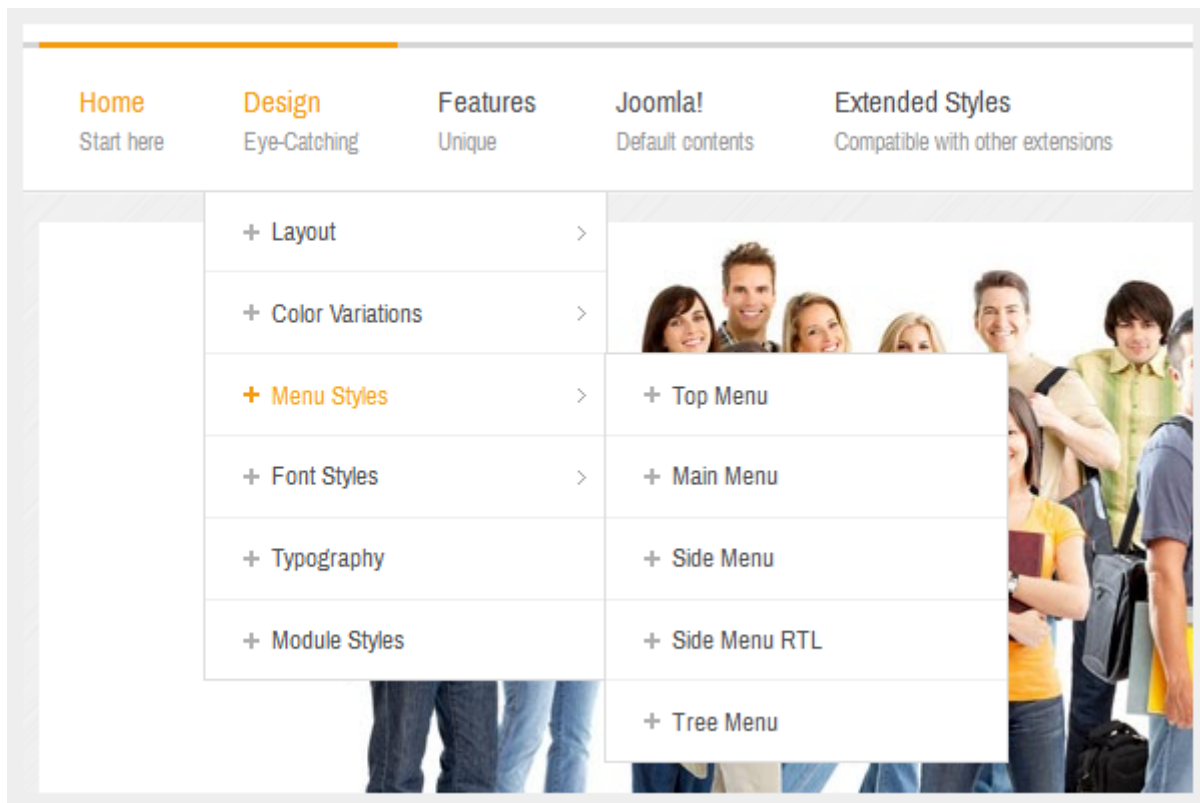 Home
Start here
Design
Eye-Catching
Features
Unique
Joomla!
Default contents
Extended Styles
Compatible with other extensions
Layout
Color Variations
Menu Styles
Font Styles
Typography
Module Styles
Top Menu
Main Menu
Side Menu
Side Menu RTL
Tree Menu